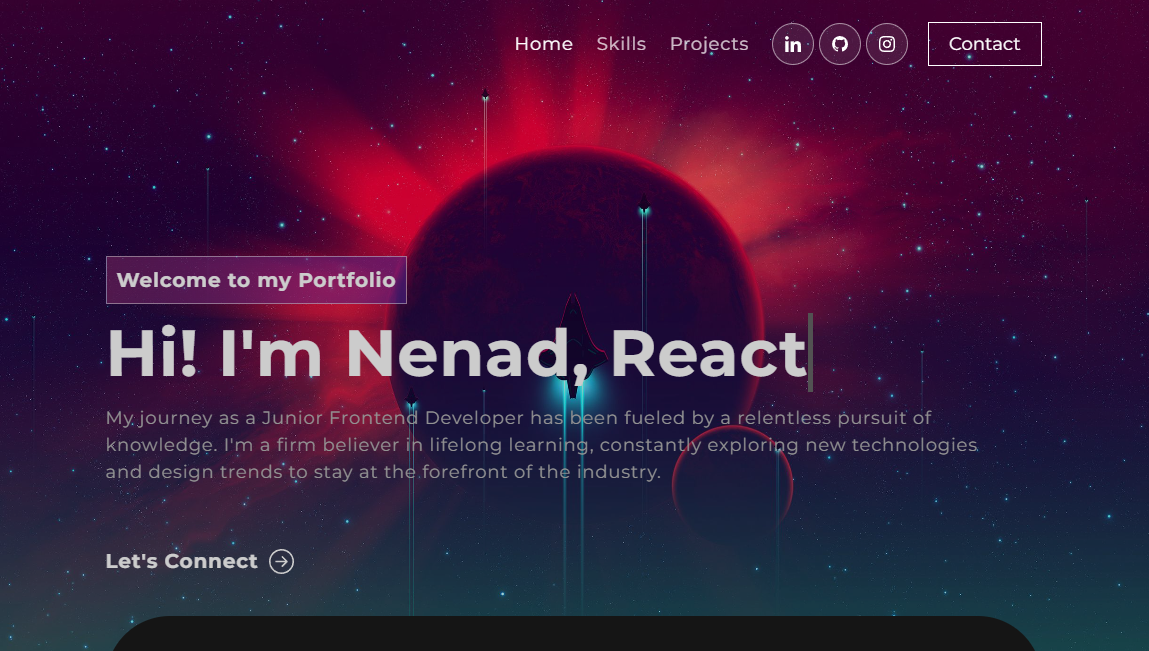 Home Skills Projects in Contact
Welcome to my Portfolio
Hi! I'm Nenad, React
My journey as a Junior Frontend Developer has been fueled by a relentless pursuit of
knowledge. I'm a firm believer in lifelong learning, constantly exploring new technologies
and design trends to stay at the forefront of the industry.
Let's Connect